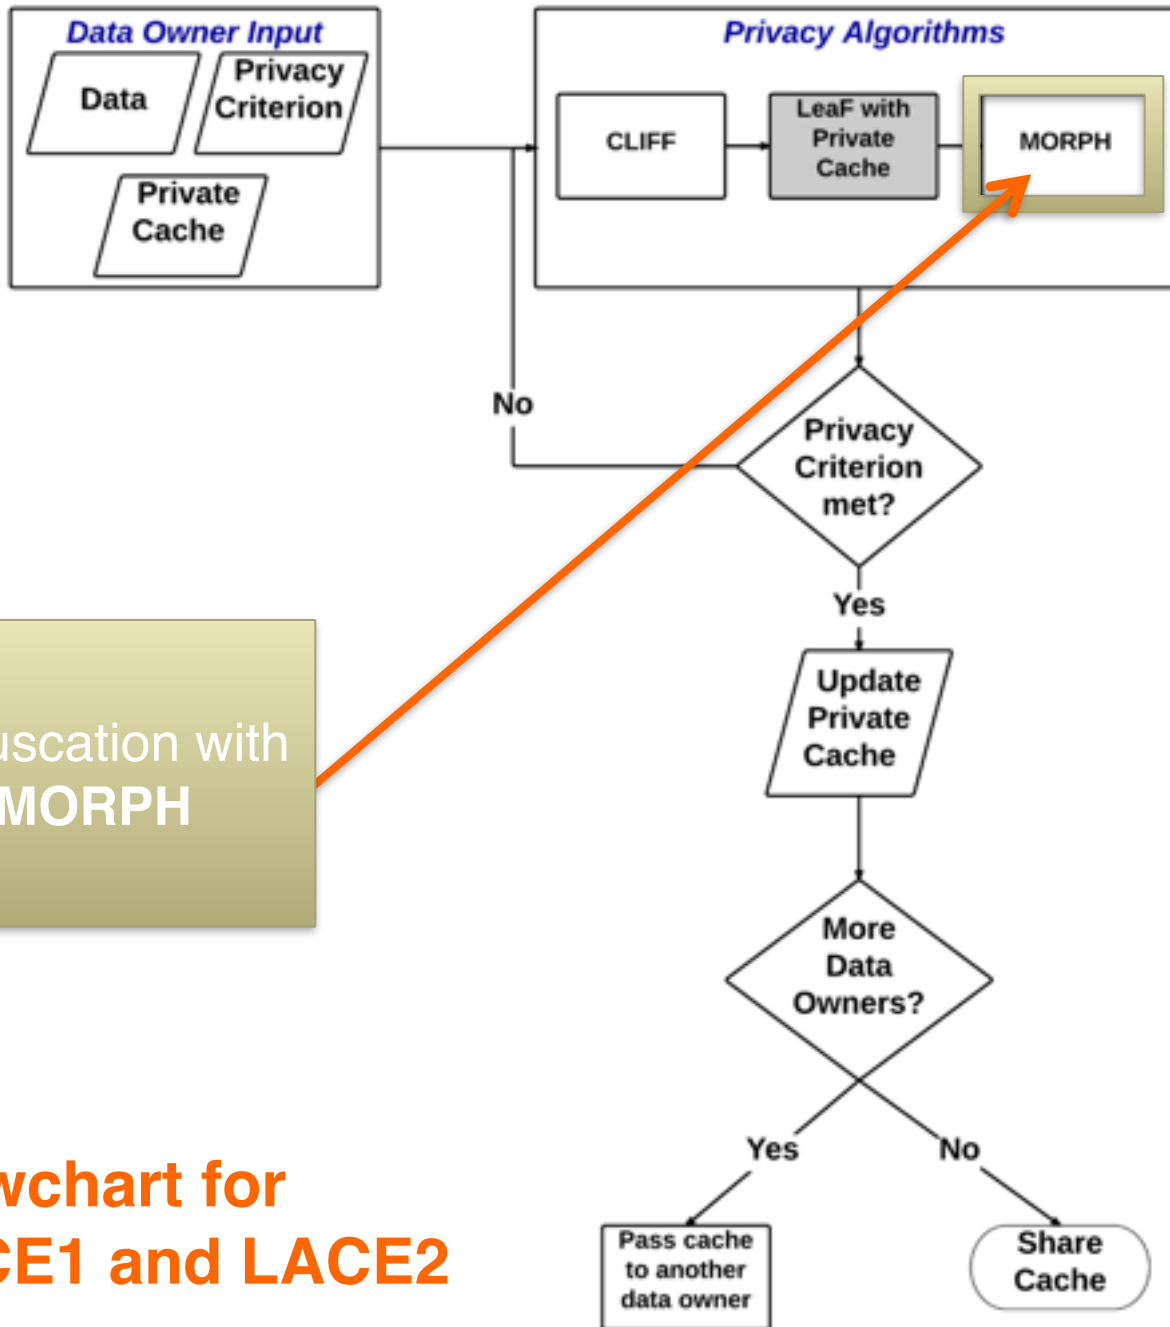 Data Owner Input
Data
Privacy
Criterion
Private
Cache
Privacy Algorithms
CLIFF
LeaF with
Private
Cache
MORPH
No
Privacy
Criterion
met?
Yes
Update
Private
Cache
uscation with
MORPH
More
Data
Owners?
Yes
No
Pass cache
to another
data owner
Share
Cache
wchart for
CE1 and LACE2